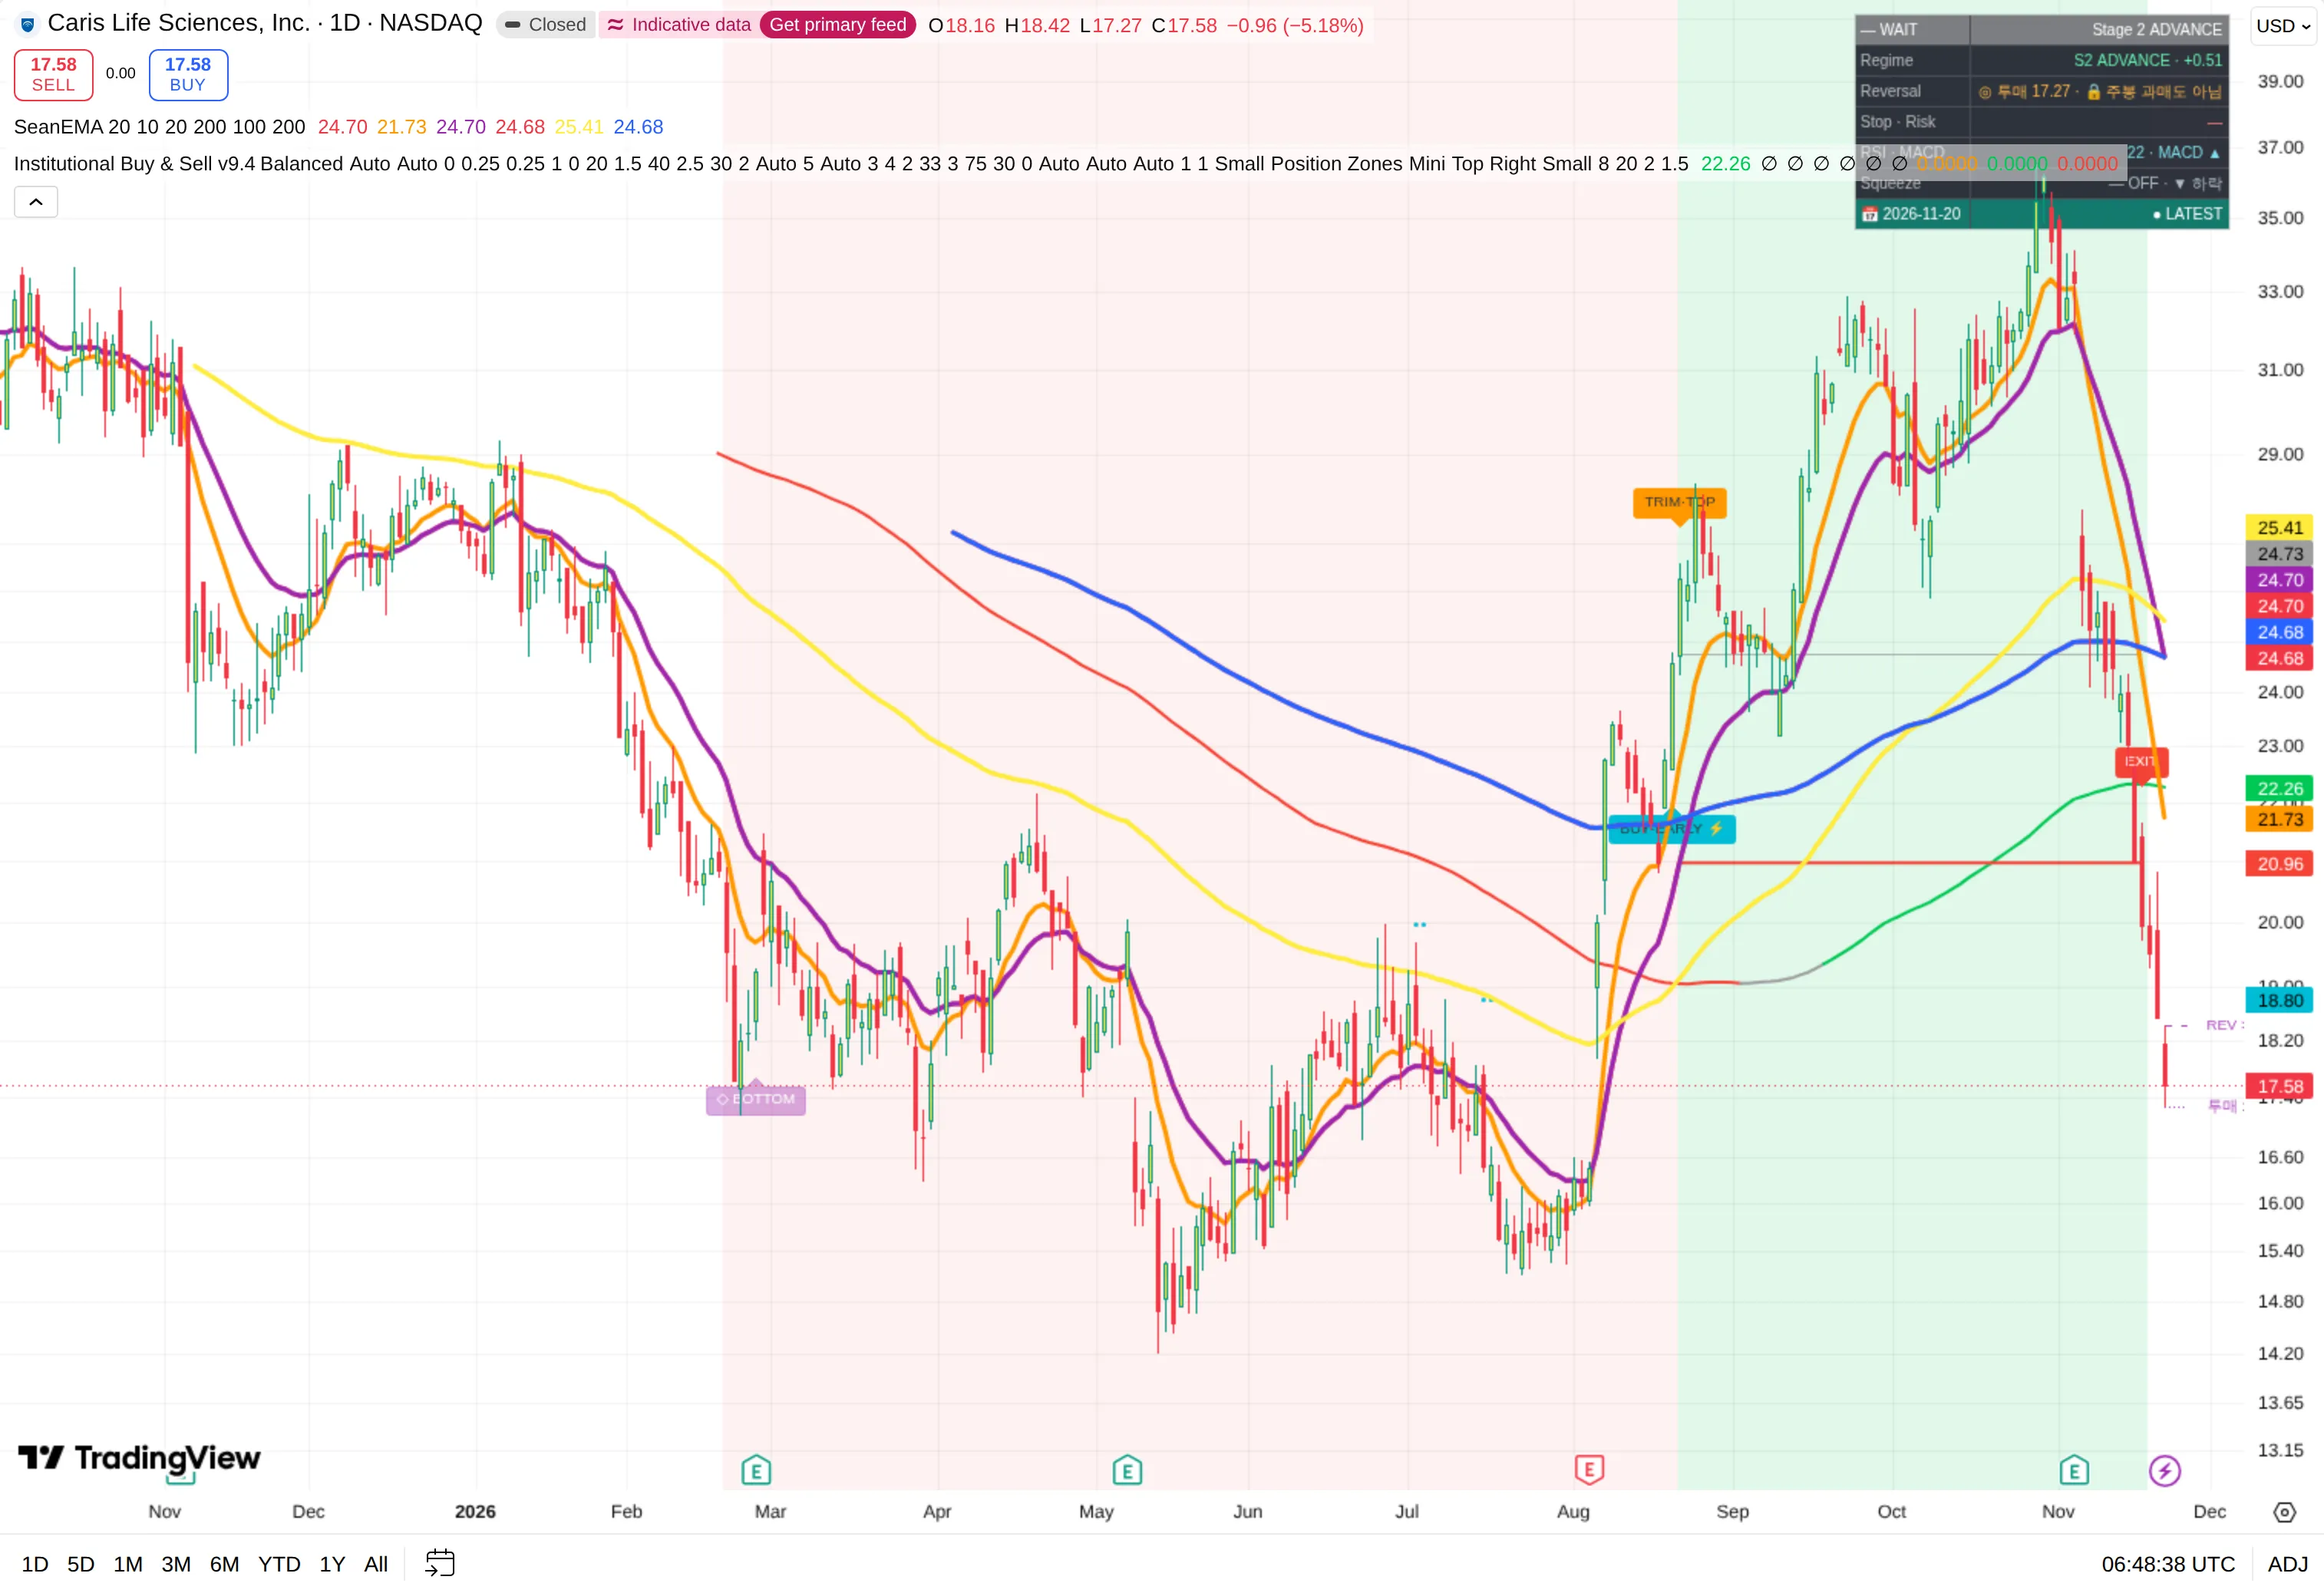 Caris Life Sciences, Inc. · 1D · NASDAQ Closed Indicative data Get primary feed O18.16 H18.42 L17.27 C17.58 −0.96 (−5.18%)
17.58 SELL 0.00 17.58 BUY
SeanEMA 20 10 20 200 100 200 24.70 21.73 24.70 24.68 25.41 24.68
Institutional Buy & Sell v9.4 Balanced Auto Auto 0 0.25 0.25 1 0 20 1.5 40 2.5 30 2 Auto 5 Auto 3 4 2 33 3 75 30 0 Auto Auto Auto 1 1 Small Position Zones Mini Top Right Small 8 20 2 1.5 22.26 ∅ ∅ ∅ ∅ ∅ ∅ 0.0000 0.0000 0.0000
— WAIT Stage 2 ADVANCE
Regime S2 ADVANCE · +0.51
Reversal ◎ 투매 17.27 · 🔒 주봉 과매도 아님
Stop · Risk —
RSI · MACD 22 · MACD ▲
Squeeze — OFF · ▼ 하락
📅 2026-11-20 ● LATEST
USD
39.00
37.00
35.00
33.00
31.00
29.00
25.41
24.73
24.70
24.70
24.68
24.68
24.00
23.00
22.26
21.73
20.96
20.00
18.80
18.20
17.58
16.60
16.00
15.40
14.80
14.20
13.65
13.15
TRIM-TOP
BUY-EARLY ⚡
EXIT
◇ BOTTOM
REV :
투매 :
TradingView
E E E E
Nov Dec 2026 Feb Mar Apr May Jun Jul Aug Sep Oct Nov Dec
1D 5D 1M 3M 6M YTD 1Y All 06:48:38 UTC ADJ